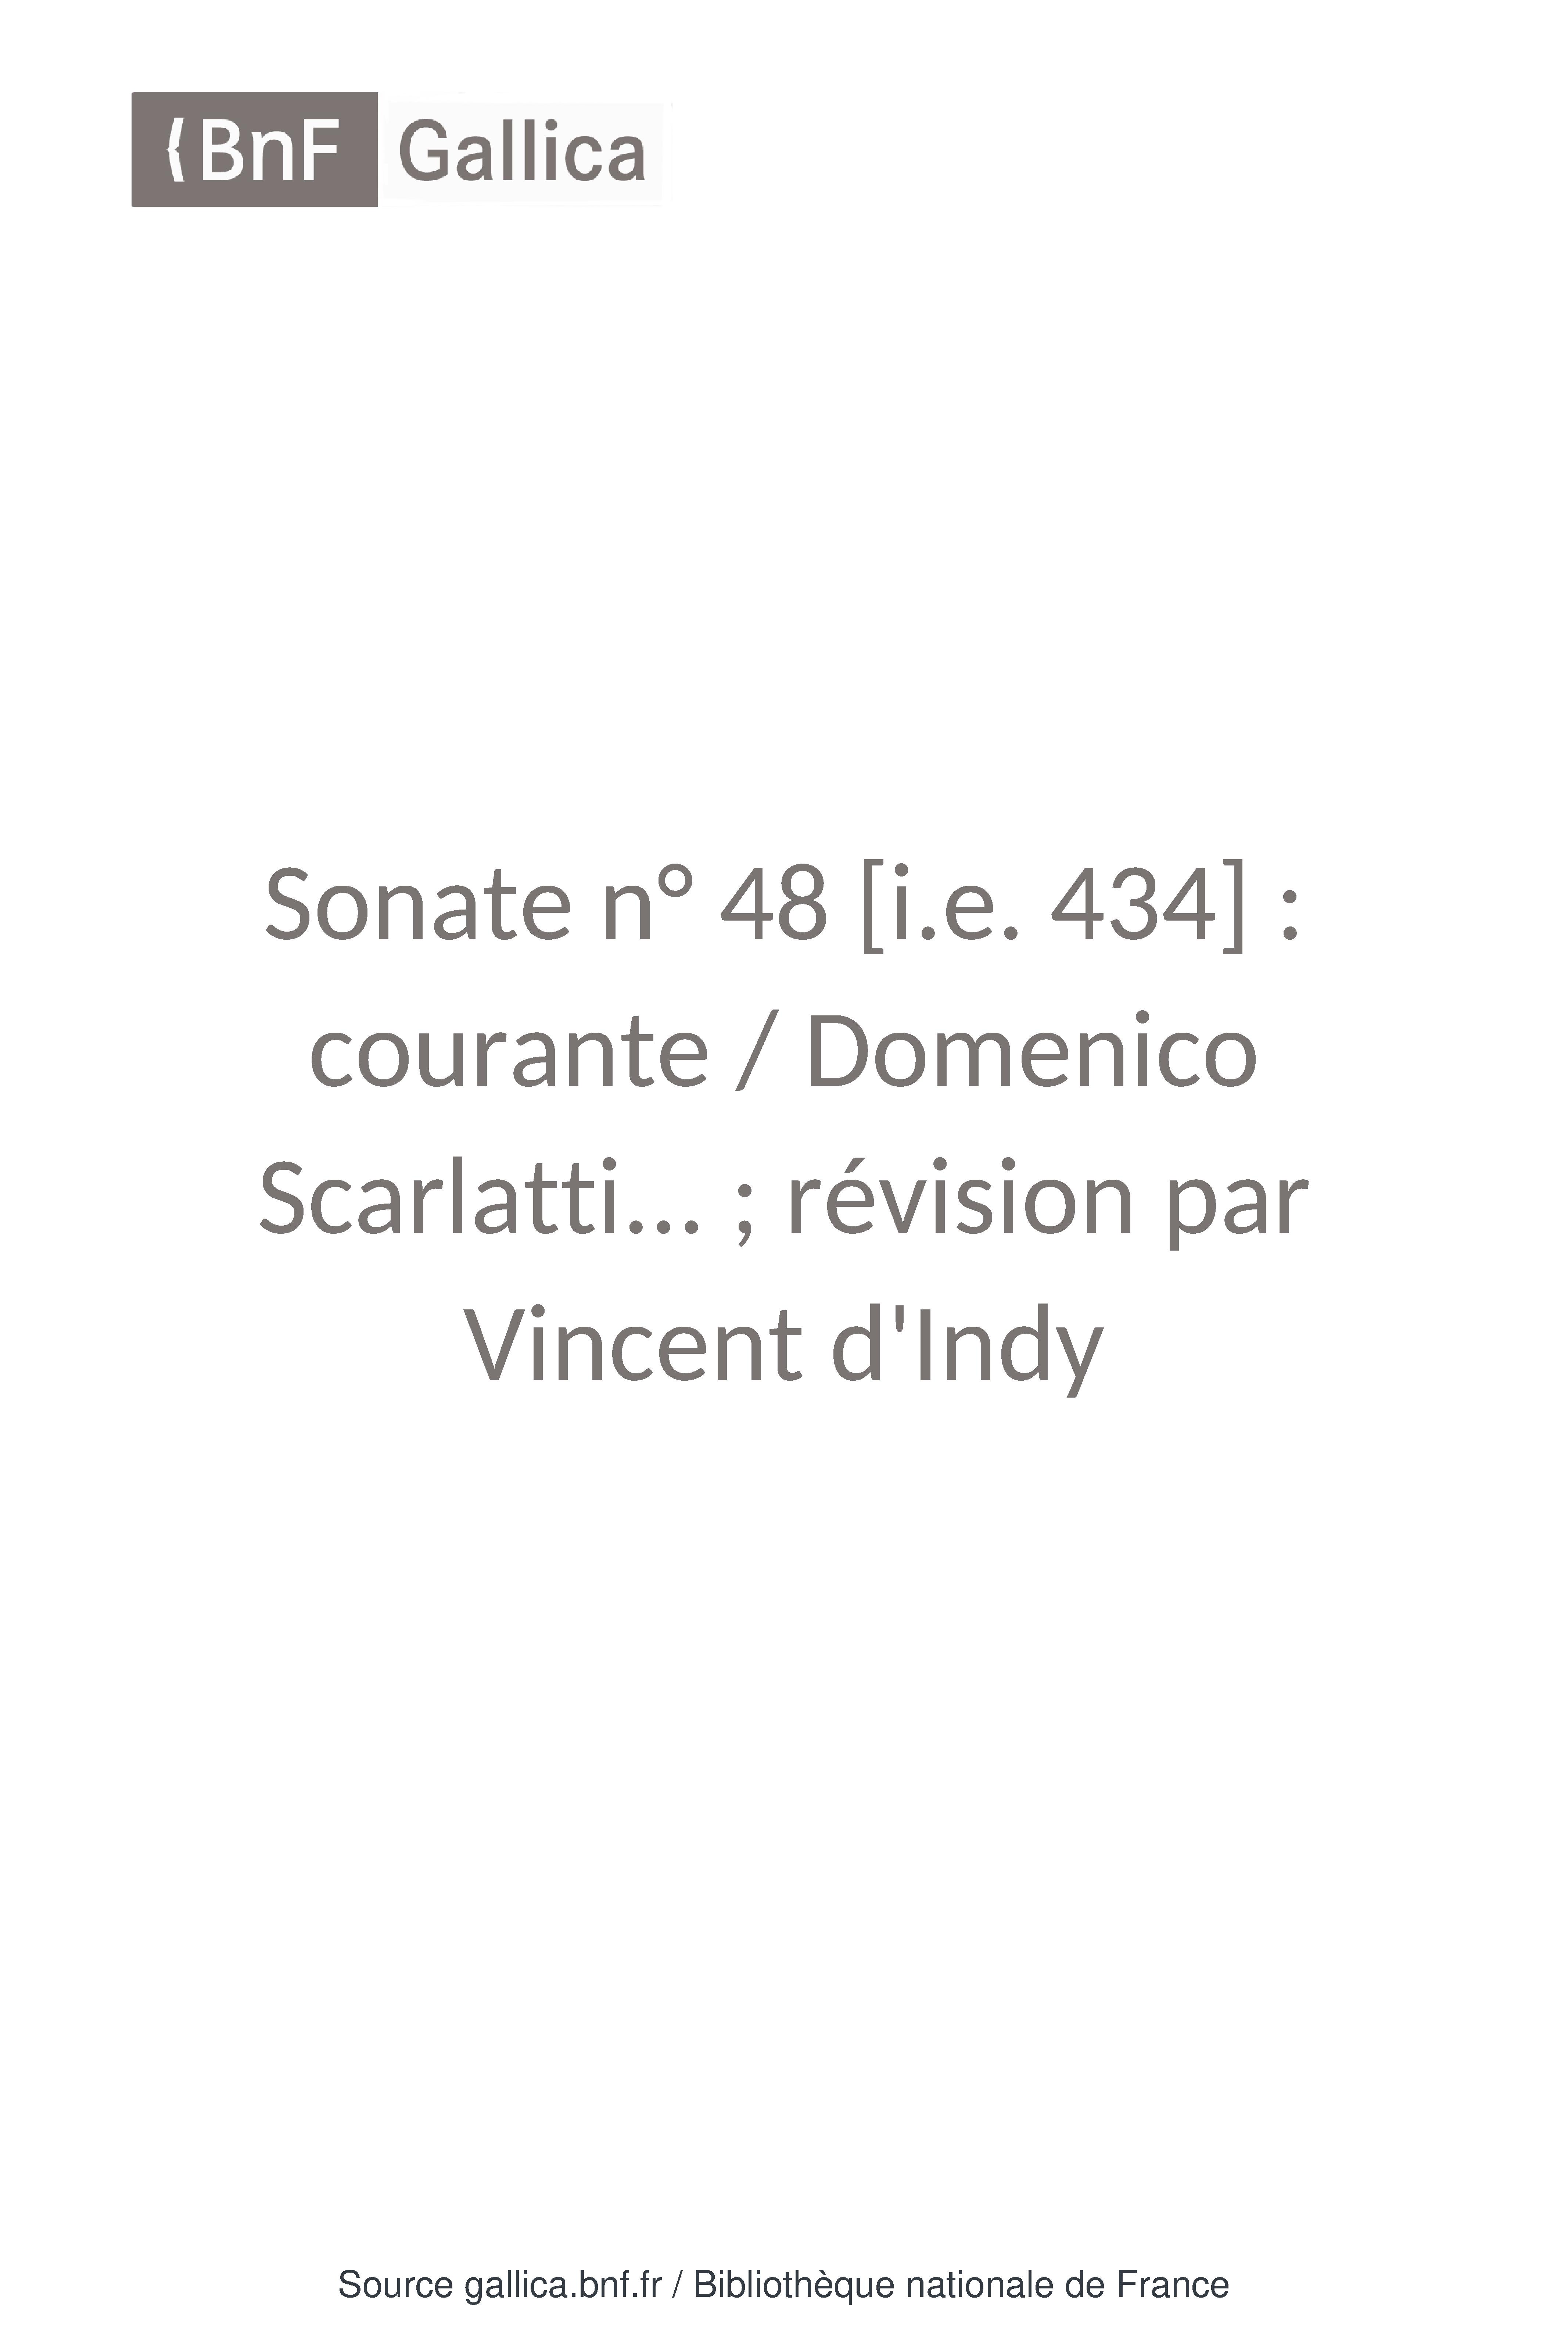 {BnF Gallica
Sonate n° 48 [i.e. 434] :
courante / Domenico
Scarlatti... ; révision par
Vincent d'Indy
Source gallica.bnf.fr / Bibliothèque nationale de France